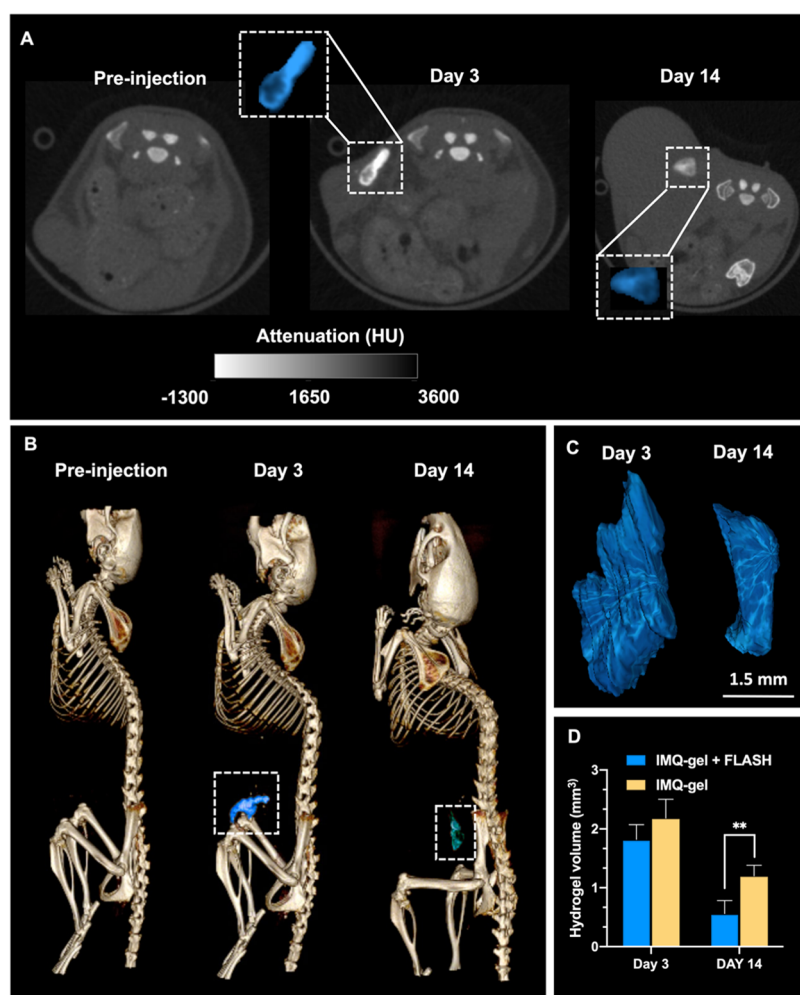 A
Pre-injection
Day 3
Day 14
Attenuation (HU)
-1300
1650
3600
B
Pre-injection
Day 3
Day 14
C
Day 3
Day 14
1.5 mm
D
IMQ-gel + FLASH
IMQ-gel
Hydrogel volume (mm³)
3
2
1
0
**
Day 3
DAY 14